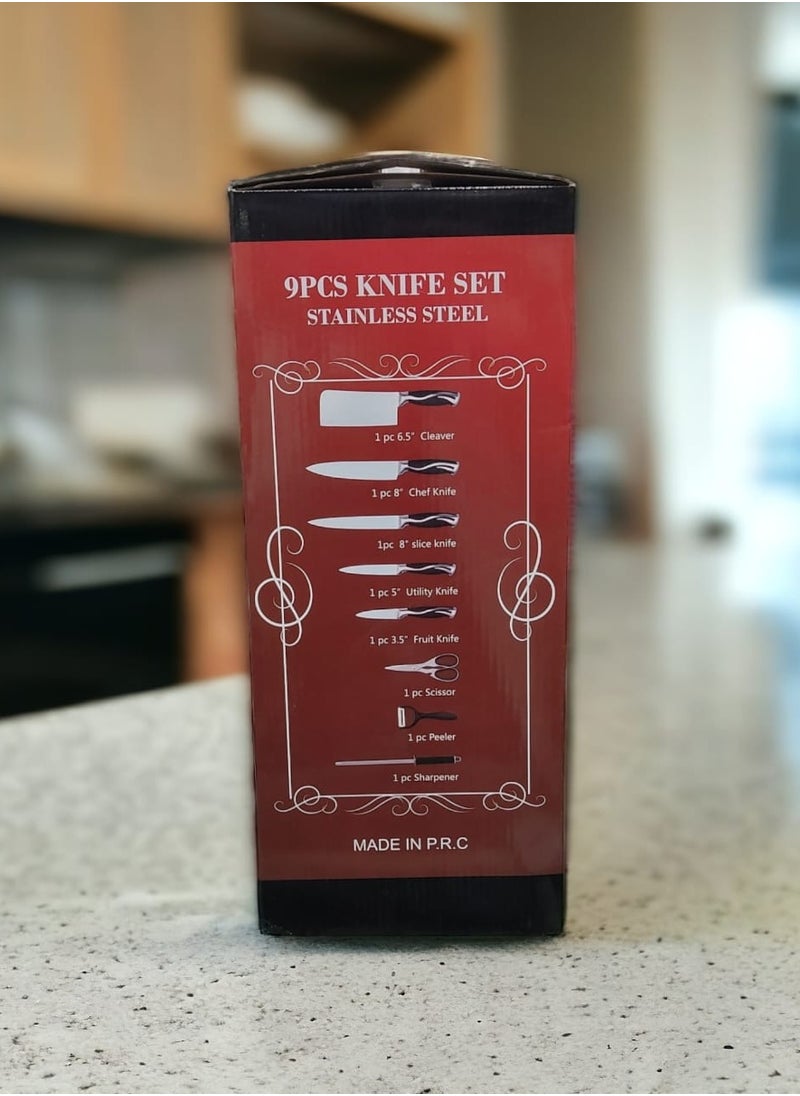 9PCS KNIFE SET
STAINLESS STEEL
1 pc 6.5" Cleaver
1 pc 8" Chef Knife
1pc 8" slice knife
1 pc 5" Utility Knife
1 pc 3.5" Fruit Knife
1 pc Scissor
1 pc Peeler
1 pc Sharpener
MADE IN P.R.C